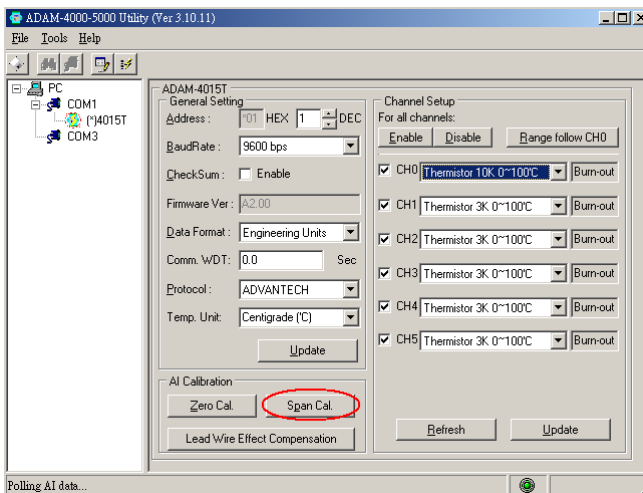 ADAM-4000-5000 Utility (Ver 3.10.11)
File Tools Help
PC
COM1
(*)4015T
COM3
ADAM-4015T
General Setting
Address : *01 HEX 1 DEC
BaudRate : 9600 bps
CheckSum : Enable
Firmware Ver : A2.00
Data Format : Engineering Units
Comm. WDT: 0.0 Sec
Protocol : ADVANTECH
Temp. Unit: Centigrade (℃)
Update
AI Calibration
Zero Cal. Span Cal.
Lead Wire Effect Compensation
Channel Setup
For all channels:
Enable Disable Range follow CH0
CH0 Thermistor 10K 0~100℃ Burn-out
CH1 Thermistor 3K 0~100℃ Burn-out
CH2 Thermistor 3K 0~100℃ Burn-out
CH3 Thermistor 3K 0~100℃ Burn-out
CH4 Thermistor 3K 0~100℃ Burn-out
CH5 Thermistor 3K 0~100℃ Burn-out
Refresh Update
Polling AI data...